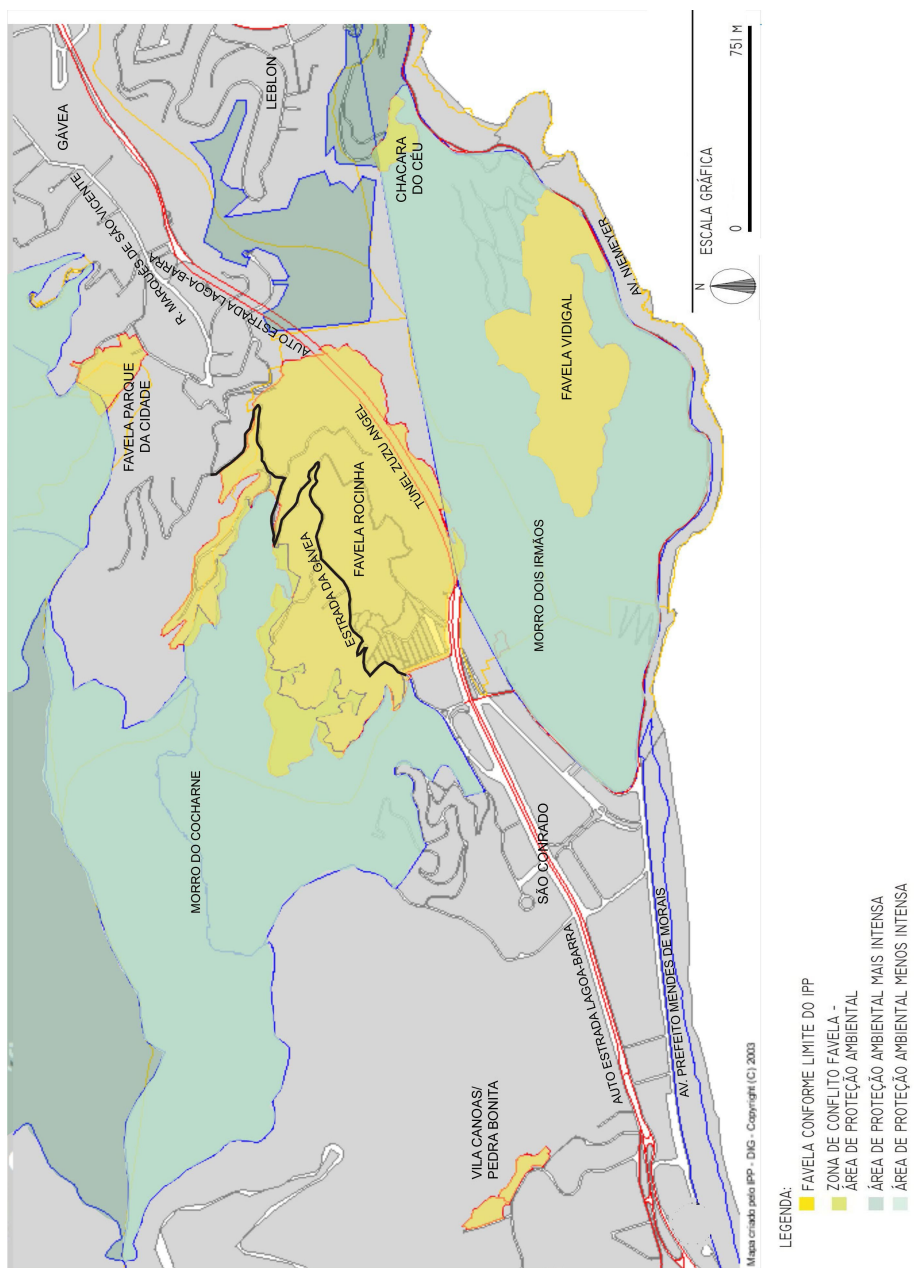 GÁVEA
R. MARQUES DE SÃO VICENTE
AUTO ESTRADA LAGOA-BARRA
LEBLON
CHACARA
DO CÉU
FAVELA PARQUE
DA CIDADE
TÚNEL ZUZU ANGEL
FAVELA ROCINHA
ESTRADA DA GÁVEA
FAVELA VIDIGAL
AV. NIEMEYER
MORRO DOIS IRMÃOS
MORRO DO COCHARNE
SÃO CONRADO
AUTO ESTRADA LAGOA-BARRA
AV. PREFEITO MENDES DE MORAIS
VILA CANOAS/
PEDRA BONITA
N
ESCALA GRÁFICA
0 751 M
Mapa criado pelo IPP - DIG - Copyright (C) 2003
LEGENDA:
FAVELA CONFORME LIMITE DO IPP
ZONA DE CONFLITO FAVELA -
ÁREA DE PROTEÇÃO AMBIENTAL
ÁREA DE PROTEÇÃO AMBIENTAL MAIS INTENSA
ÁREA DE PROTEÇÃO AMBIENTAL MENOS INTENSA